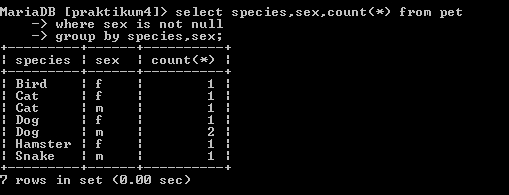 MariaDB [praktikum4]> select species,sex,count(*) from pet
    -> where sex is not null
    -> group by species,sex;
+---------+------+----------+
| species | sex  | count(*) |
+---------+------+----------+
| Bird    | f    |        1 |
| Cat     | f    |        1 |
| Cat     | m    |        1 |
| Dog     | f    |        1 |
| Dog     | m    |        2 |
| Hamster | f    |        1 |
| Snake   | m    |        1 |
+---------+------+----------+
7 rows in set (0.00 sec)